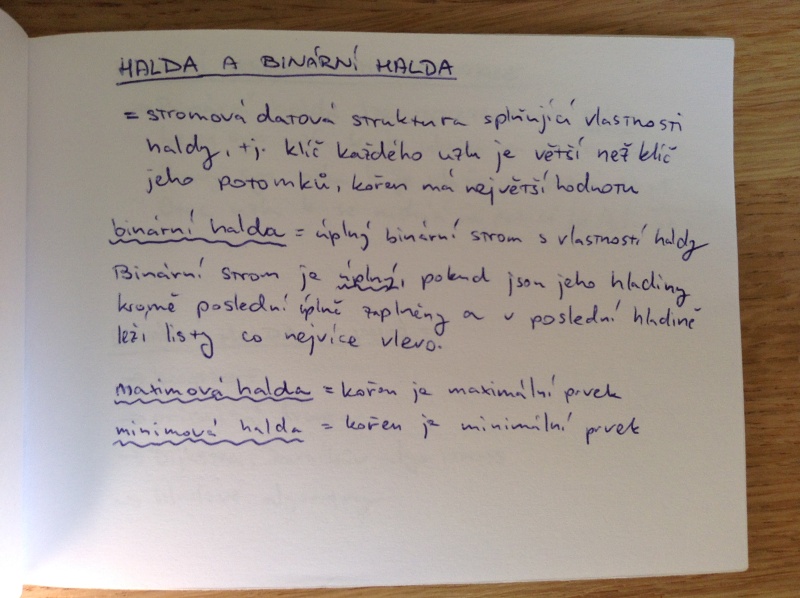 HALDA A BINÁRNÍ HALDA
= stromová datová struktura splňující vlastnosti
haldy, tj. klíč každého uzlu je větší než klíč
jeho potomků, kořen má největší hodnotu
binární halda = úplný binární strom s vlastností haldy
Binární strom je úplný, pokud jsou jeho hladiny
kromě poslední úplně zaplněny a v poslední hladině
leží listy co nejvíce vlevo.
maximová halda = kořen je maximální prvek
minimová halda = kořen je minimální prvek